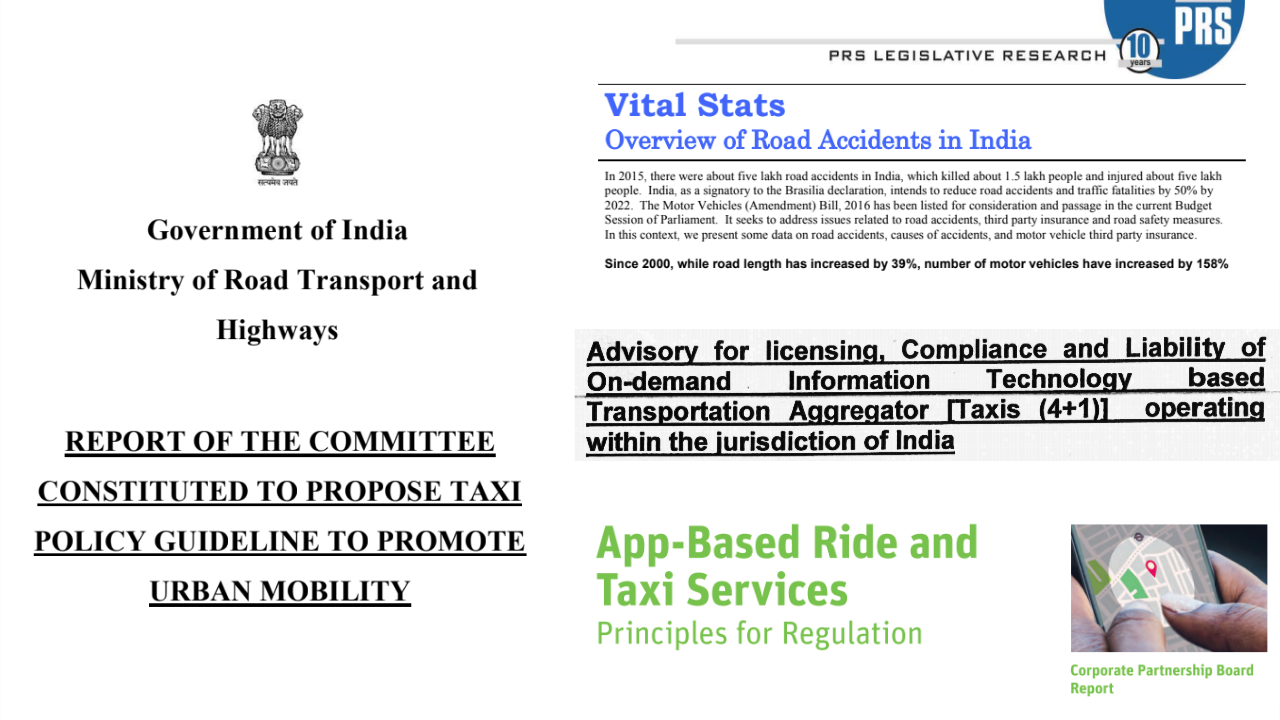 सत्यमेव जयते
Government of India
Ministry of Road Transport and
Highways
REPORT OF THE COMMITTEE
CONSTITUTED TO PROPOSE TAXI
POLICY GUIDELINE TO PROMOTE
URBAN MOBILITY
PRS
PRS LEGISLATIVE RESEARCH
10
years
Vital Stats
Overview of Road Accidents in India
In 2015, there were about five lakh road accidents in India, which killed about 1.5 lakh people and injured about five lakh
people. India, as a signatory to the Brasilia declaration, intends to reduce road accidents and traffic fatalities by 50% by
2022. The Motor Vehicles (Amendment) Bill, 2016 has been listed for consideration and passage in the current Budget
Session of Parliament. It seeks to address issues related to road accidents, third party insurance and road safety measures.
In this context, we present some data on road accidents, causes of accidents, and motor vehicle third party insurance.
Since 2000, while road length has increased by 39%, number of motor vehicles have increased by 158%
Advisory for licensing, Compliance and Liability of
On-demand Information Technology based
Transportation Aggregator [Taxis (4+1)] operating
within the jurisdiction of India
App-Based Ride and
Taxi Services
Principles for Regulation
Corporate Partnership Board
Report